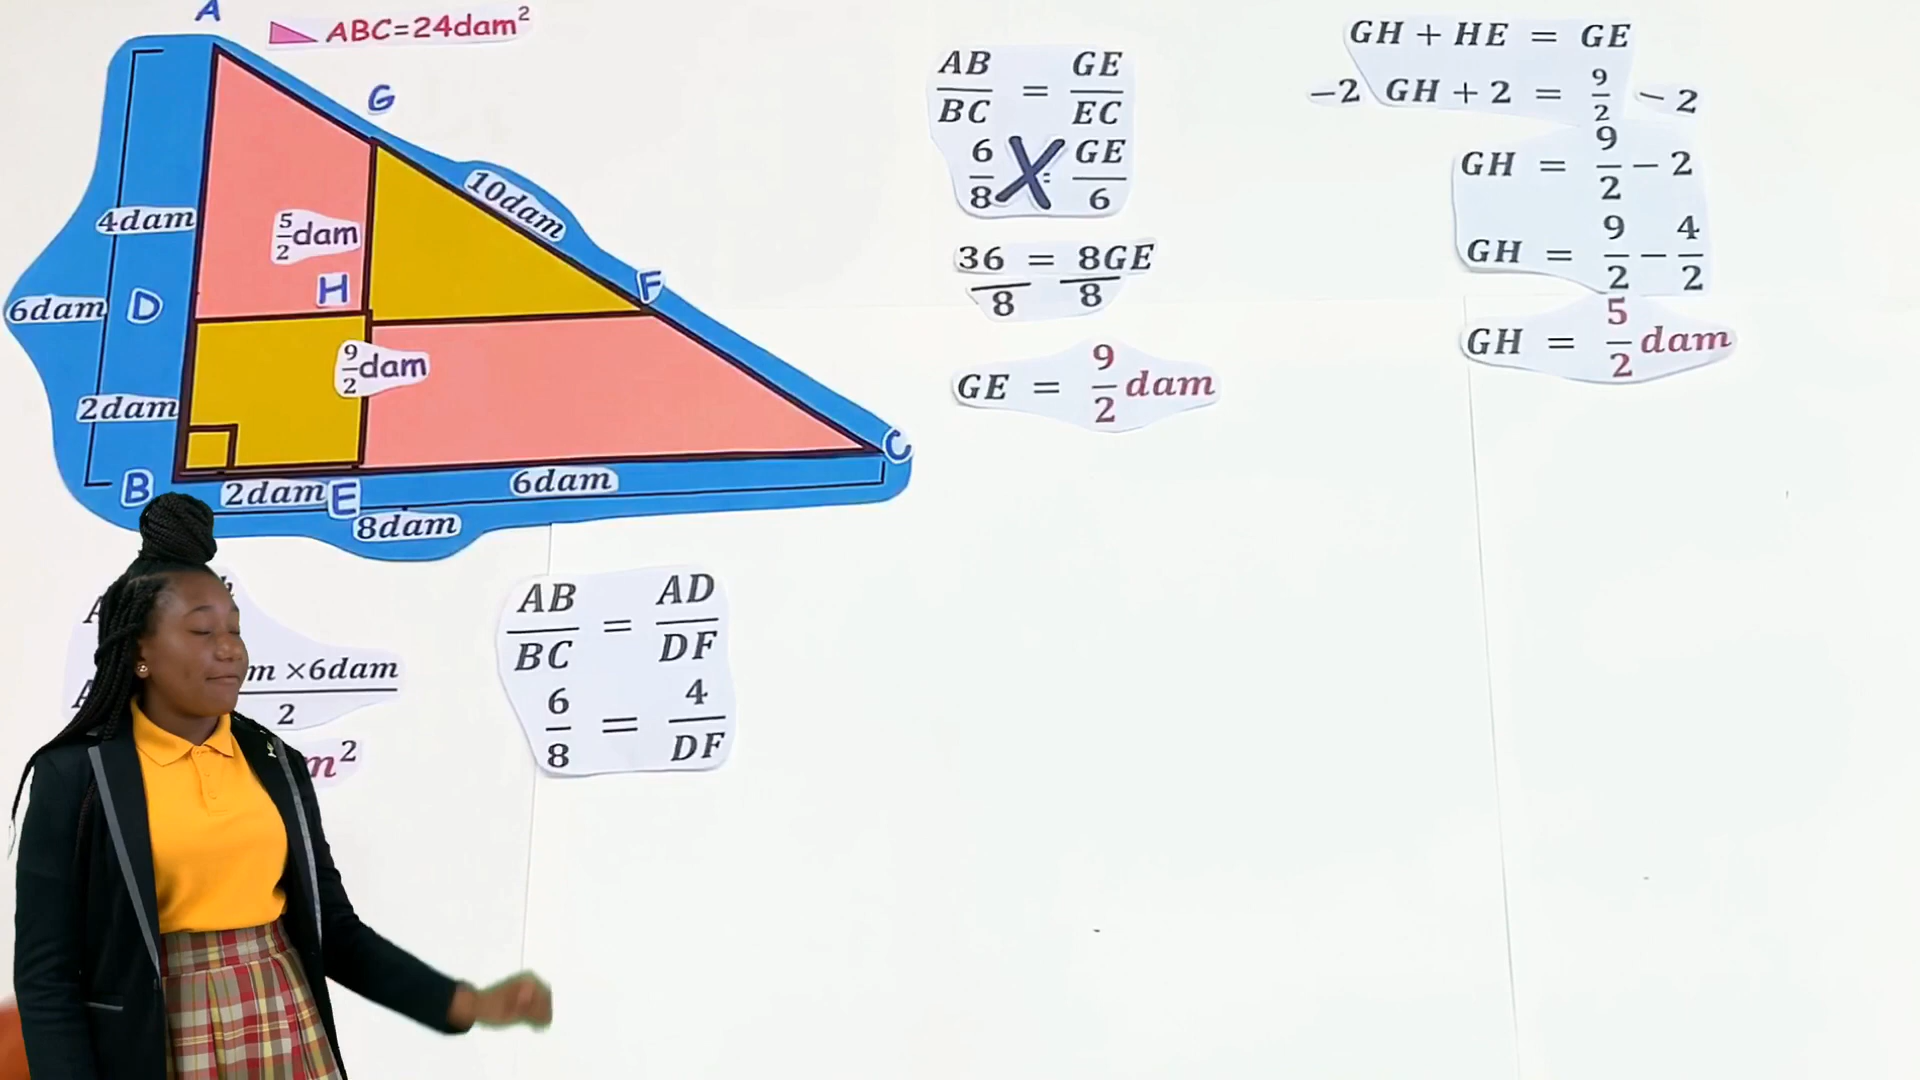 A
ABC=24dam²
G
10dam
4dam
5/2 dam
H
F
6dam
D
9/2 dam
2dam
C
B
2dam
E
6dam
8dam
m ×6dam
2
m²
AB/BC = AD/DF
6/8 = 4/DF
AB/BC = GE/EC
6/8 = GE/6
36/8 = 8GE/8
GE = 9/2 dam
GH + HE = GE
−2 GH + 2 = 9/2 − 2
GH = 9/2 − 2
GH = 9/2 − 4/2
GH = 5/2 dam